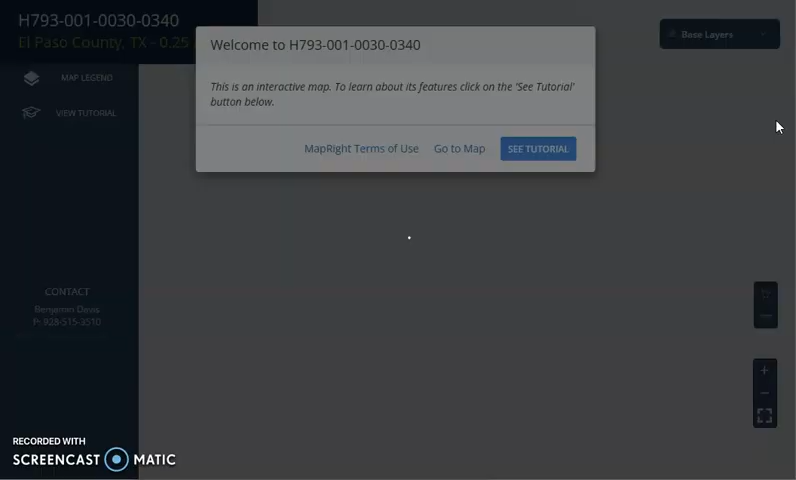 H793-001-0030-0340
El Paso County, TX - 0.25
MAP LEGEND
VIEW TUTORIAL
Welcome to H793-001-0030-0340
This is an interactive map. To learn about its features click on the 'See Tutorial'
button below.
MapRight Terms of Use
Go to Map
SEE TUTORIAL
Base Layers
CONTACT
Benjamin Davis
P: 928-515-3510
RECORDED WITH
SCREENCAST MATIC